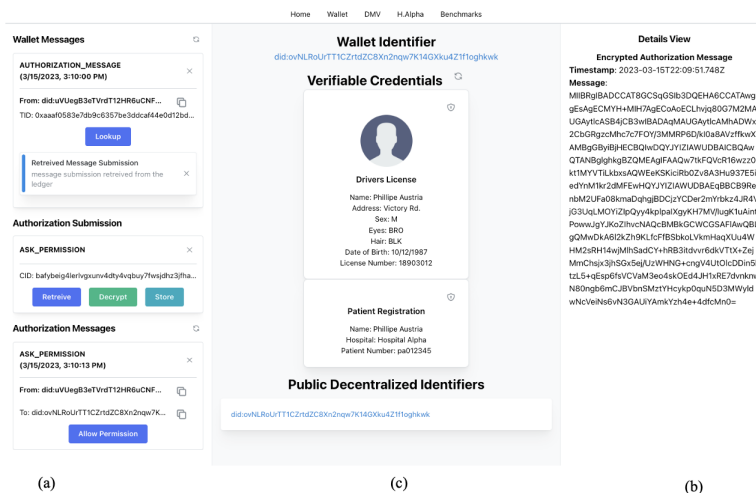 Home Wallet DMV H.Alpha Benchmarks
Wallet Messages
AUTHORIZATION_MESSAGE
(3/15/2023, 3:10:00 PM)
From: did:uVUegB3eTVrdT12HR6uCNF...
TID: 0xaaaf0583e7db9c6357be3ddcaf44e0d12bd...
Lookup
Retreived Message Submission
message submission retreived from the
ledger
Authorization Submission
ASK_PERMISSION
CID: bafybeig4lerlvgxunv4dty4vqbuy7fwsjdhz3jfha...
Retreive Decrypt Store
Authorization Messages
ASK_PERMISSION
(3/15/2023, 3:10:13 PM)
From: did:uVUegB3eTVrdT12HR6uCNF...
To: did:ovNLRoUrTT1CZrtdZC8Xn2nqw7K...
Allow Permission
(a)
Wallet Identifier
did:ovNLRoUrTT1CZrtdZC8Xn2nqw7K14GXku4Z1f1oghkwk
Verifiable Credentials
Drivers License
Name: Phillipe Austria
Address: Victory Rd.
Sex: M
Eyes: BRO
Hair: BLK
Date of Birth: 10/12/1987
License Number: 18903012
Patient Registration
Name: Phillipe Austria
Hospital: Hospital Alpha
Patient Number: pa012345
Public Decentralized Identifiers
did:ovNLRoUrTT1CZrtdZC8Xn2nqw7K14GXku4Z1f1oghkwk
(c)
Details View
Encrypted Authorization Message
Timestamp: 2023-03-15T22:09:51.748Z
Message:
(b)